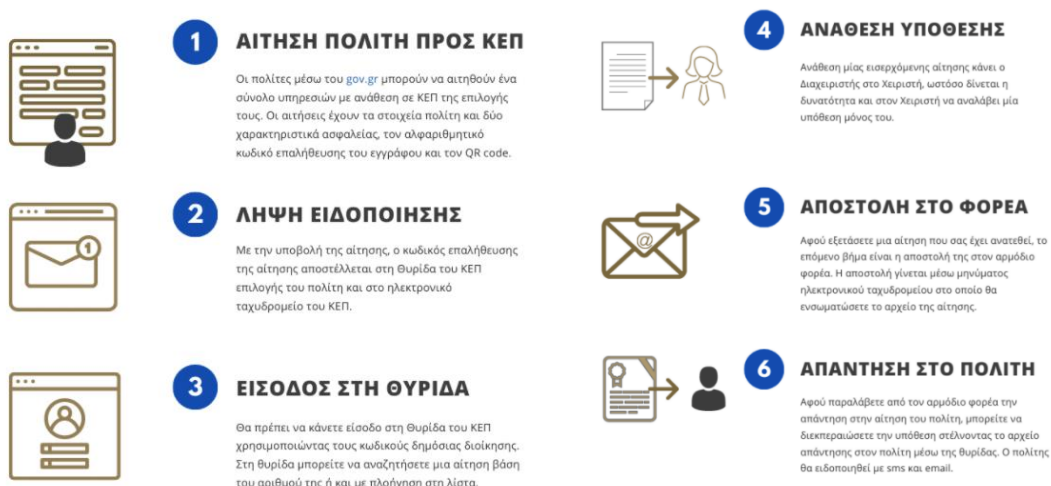 1
ΑΙΤΗΣΗ ΠΟΛΙΤΗ ΠΡΟΣ ΚΕΠ
Οι πολίτες μέσω του gov.gr μπορούν να αιτηθούν ένα
σύνολο υπηρεσιών με ανάθεση σε ΚΕΠ της επιλογής
τους. Οι αιτήσεις έχουν τα στοιχεία πολίτη και δύο
χαρακτηριστικά ασφαλείας, τον αλφαριθμητικό
κωδικό επαλήθευσης του εγγράφου και τον QR code.
1
2
ΛΗΨΗ ΕΙΔΟΠΟΙΗΣΗΣ
Με την υποβολή της αίτησης, ο κωδικός επαλήθευσης
της αίτησης αποστέλλεται στη Θυρίδα του ΚΕΠ
επιλογής του πολίτη και στο ηλεκτρονικό
ταχυδρομείο του ΚΕΠ.
3
ΕΙΣΟΔΟΣ ΣΤΗ ΘΥΡΙΔΑ
Θα πρέπει να κάνετε είσοδο στη Θυρίδα του ΚΕΠ
χρησιμοποιώντας τους κωδικούς δημόσιας διοίκησης.
Στη θυρίδα μπορείτε να αναζητήσετε μια αίτηση βάση
του αριθμού της ή και με πλοήγηση στη λίστα.
4
ΑΝΑΘΕΣΗ ΥΠΟΘΕΣΗΣ
Ανάθεση μίας εισερχόμενης αίτησης κάνει ο
Διαχειριστής στο Χειριστή, ωστόσο δίνεται η
δυνατότητα και στον Χειριστή να αναλάβει μία
υπόθεση μόνος του.
@
5
ΑΠΟΣΤΟΛΗ ΣΤΟ ΦΟΡΕΑ
Αφού εξετάσετε μια αίτηση που σας έχει ανατεθεί, το
επόμενο βήμα είναι η αποστολή της στον αρμόδιο
φορέα. Η αποστολή γίνεται μέσω μηνύματος
ηλεκτρονικού ταχυδρομείου στο οποίο θα
ενσωματώσετε το αρχείο της αίτησης.
6
ΑΠΑΝΤΗΣΗ ΣΤΟ ΠΟΛΙΤΗ
Αφού παραλάβετε από τον αρμόδιο φορέα την
απάντηση στην αίτηση του πολίτη, μπορείτε να
διεκπεραιώσετε την υπόθεση στέλνοντας το αρχείο
απάντησης στον πολίτη μέσω της θυρίδας. Ο πολίτης
θα ειδοποιηθεί με sms και email.